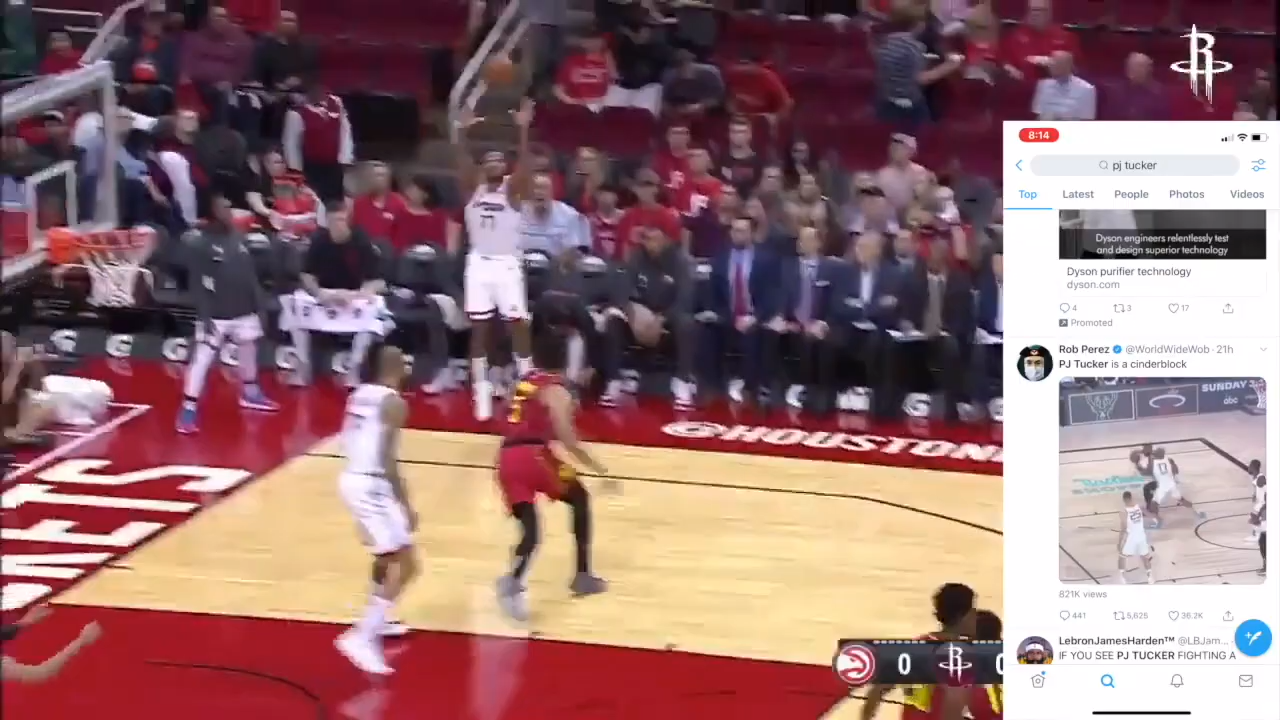 8:14
pj tucker
Top
Latest
People
Photos
Videos
Dyson engineers relentlessly test
and design superior technology
Dyson purifier technology
dyson.com
4
3
17
Promoted
Rob Perez @WorldWideWob · 21h
PJ Tucker is a cinderblock
SUNDAY
abc
821K views
441
5,625
36.2K
LebronJamesHarden™ @LBJam...
IF YOU SEE PJ TUCKER FIGHTING A
@HOUSTON
0
0